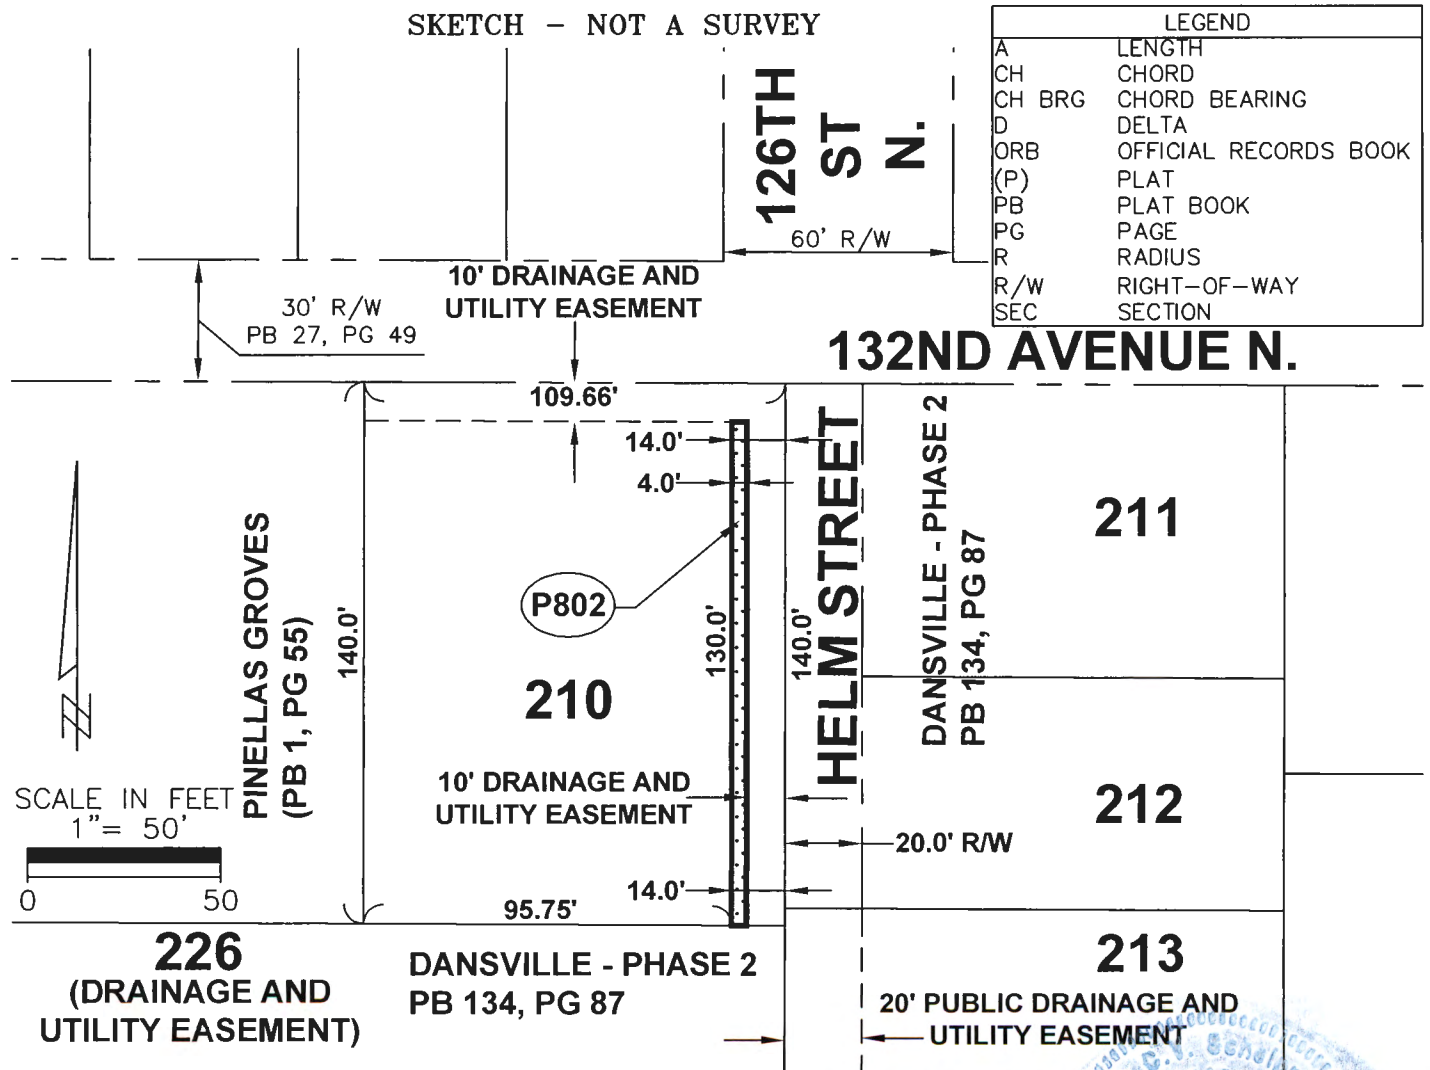 SKETCH - NOT A SURVEY
LEGEND
A LENGTH
CH CHORD
CH BRG CHORD BEARING
D DELTA
ORB OFFICIAL RECORDS BOOK
(P) PLAT
PB PLAT BOOK
PG PAGE
R RADIUS
R/W RIGHT-OF-WAY
SEC SECTION
126TH
ST
N.
60' R/W
10' DRAINAGE AND
UTILITY EASEMENT
30' R/W
PB 27, PG 49
132ND AVENUE N.
109.66'
14.0'
4.0'
HELM STREET
DANSVILLE - PHASE 2
PB 134, PG 87
211
PINELLAS GROVES
(PB 1, PG 55)
140.0'
P802
130.0'
140.0'
210
N
10' DRAINAGE AND
UTILITY EASEMENT
212
SCALE IN FEET
1"= 50'
0 50
20.0' R/W
14.0'
95.75'
226
(DRAINAGE AND
UTILITY EASEMENT)
DANSVILLE - PHASE 2
PB 134, PG 87
213
20' PUBLIC DRAINAGE AND
UTILITY EASEMENT